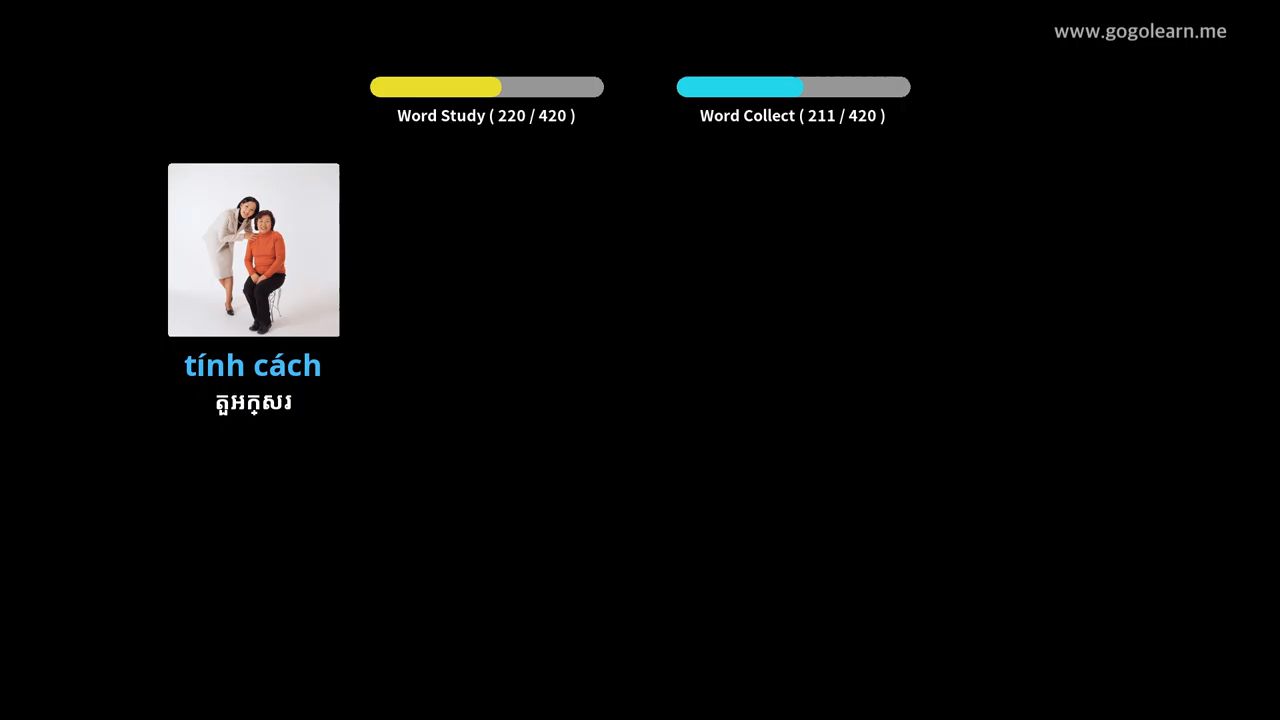 www.gogolearn.me
Word Study ( 220 / 420 )
Word Collect ( 211 / 420 )
tính cách
តួអក្សរ